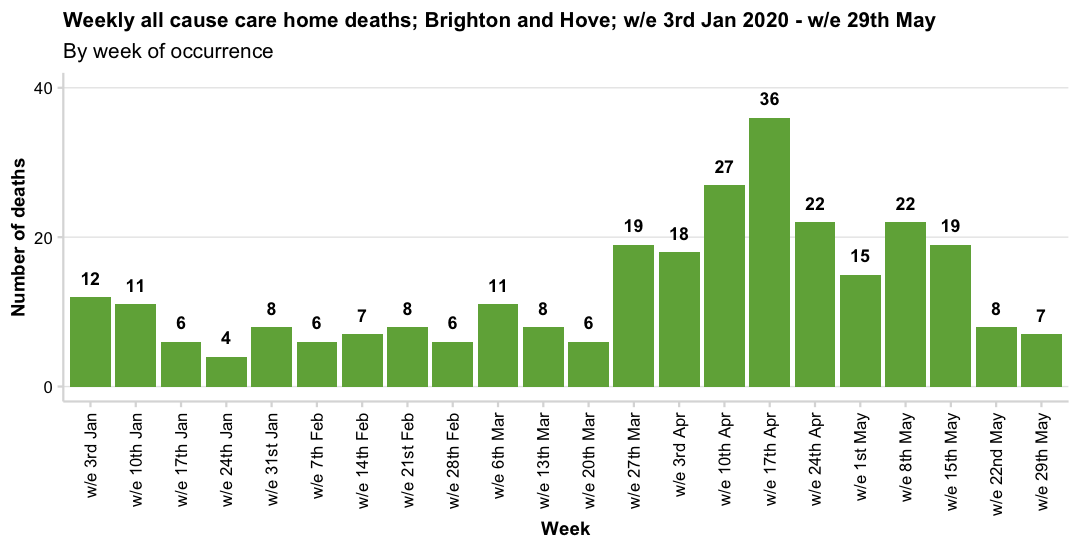 Weekly all cause care home deaths; Brighton and Hove; w/e 3rd Jan 2020 - w/e 29th May
By week of occurrence
Number of deaths
40
20
0
12
11
6
4
8
6
7
8
6
11
8
6
19
18
27
36
22
15
22
19
8
7
w/e 3rd Jan
w/e 10th Jan
w/e 17th Jan
w/e 24th Jan
w/e 31st Jan
w/e 7th Feb
w/e 14th Feb
w/e 21st Feb
w/e 28th Feb
w/e 6th Mar
w/e 13th Mar
w/e 20th Mar
w/e 27th Mar
w/e 3rd Apr
w/e 10th Apr
w/e 17th Apr
w/e 24th Apr
w/e 1st May
w/e 8th May
w/e 15th May
w/e 22nd May
w/e 29th May
Week